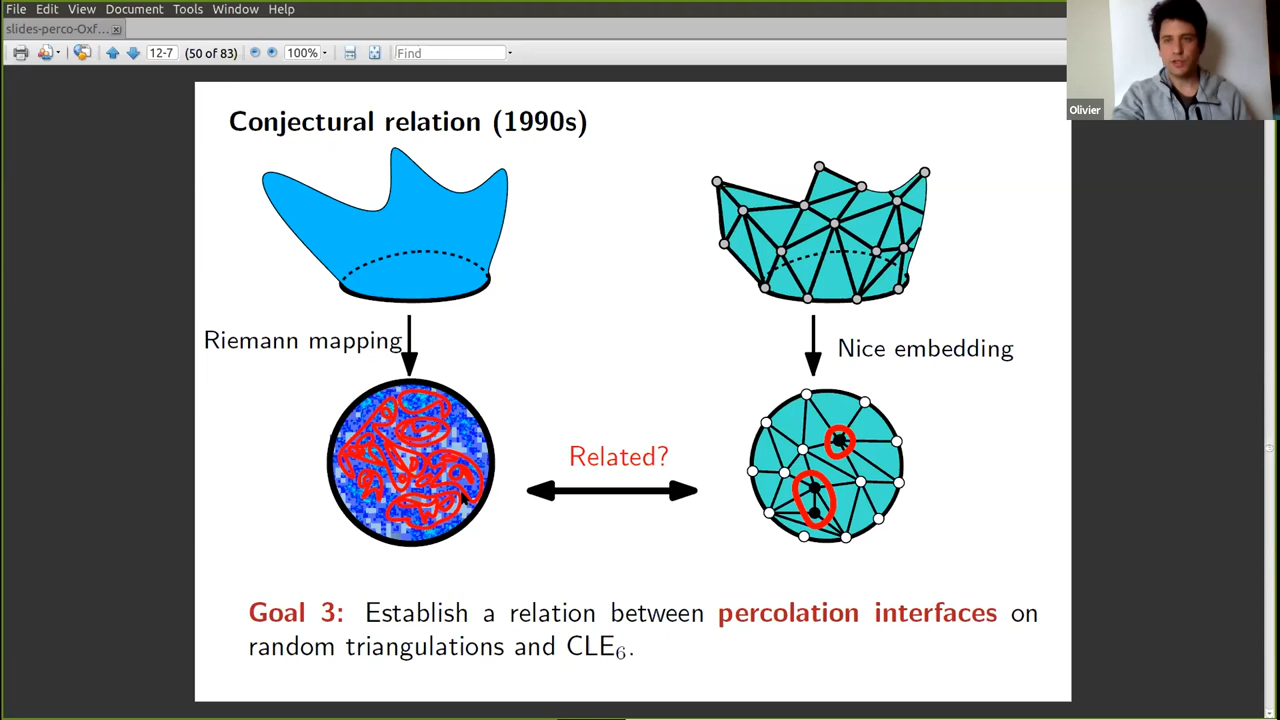 File Edit View Document Tools Window Help
slides-perco-Oxf...
12-7 (50 of 83) 100% Find
Olivier
Conjectural relation (1990s)
Riemann mapping
Nice embedding
Related?
Goal 3: Establish a relation between percolation interfaces on
random triangulations and CLE₆.